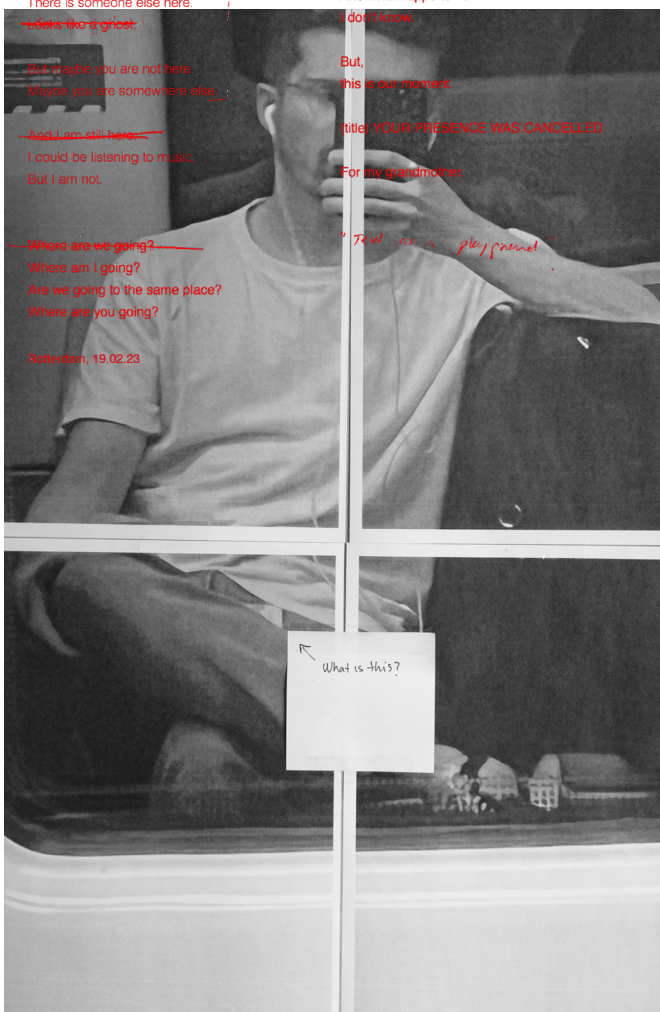 There is someone else here.
Looks like a ghost.
But maybe you are not here.
Maybe you are somewhere else.
And I am still here.
I could be listening to music.
But I am not.
Where are we going?
Where am I going?
Are we going to the same place?
Where are you going?
Rotterdam, 19.02.23
I don't know.
But,
this is our moment.
[title] YOUR PRESENCE WAS CANCELLED
For my grandmother
"Text as a playground"
What is this?